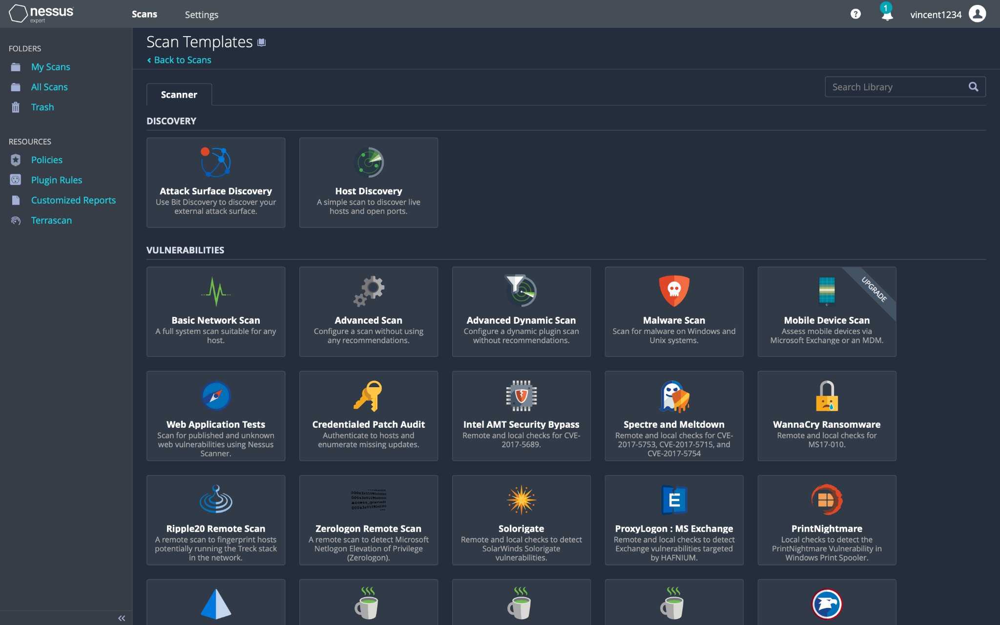 nessus
expert
Scans
Settings
?
1
vincent1234
FOLDERS
My Scans
All Scans
Trash
RESOURCES
Policies
Plugin Rules
Customized Reports
Terrascan
Scan Templates
‹ Back to Scans
Scanner
Search Library
DISCOVERY
Attack Surface Discovery
Use Bit Discovery to discover your
external attack surface.
Host Discovery
A simple scan to discover live
hosts and open ports.
VULNERABILITIES
Basic Network Scan
A full system scan suitable for any
host.
Advanced Scan
Configure a scan without using
any recommendations.
Advanced Dynamic Scan
Configure a dynamic plugin scan
without recommendations.
Malware Scan
Scan for malware on Windows and
Unix systems.
UPGRADE
Mobile Device Scan
Assess mobile devices via
Microsoft Exchange or an MDM.
Web Application Tests
Scan for published and unknown
web vulnerabilities using Nessus
Scanner.
Credentialed Patch Audit
Authenticate to hosts and
enumerate missing updates.
Intel AMT Security Bypass
Remote and local checks for CVE-
2017-5689.
Spectre and Meltdown
Remote and local checks for CVE-
2017-5753, CVE-2017-5715, and
CVE-2017-5754
WannaCry Ransomware
Remote and local checks for
MS17-010.
Ripple20 Remote Scan
A remote scan to fingerprint hosts
potentially running the Treck stack
in the network.
Zerologon Remote Scan
A remote scan to detect Microsoft
Netlogon Elevation of Privilege
(Zerologon).
Solorigate
Remote and local checks to detect
SolarWinds Solorigate
vulnerabilities.
E
ProxyLogon : MS Exchange
Remote and local checks to detect
Exchange vulnerabilities targeted
by HAFNIUM.
PrintNightmare
Local checks to detect the
PrintNightmare Vulnerability in
Windows Print Spooler.